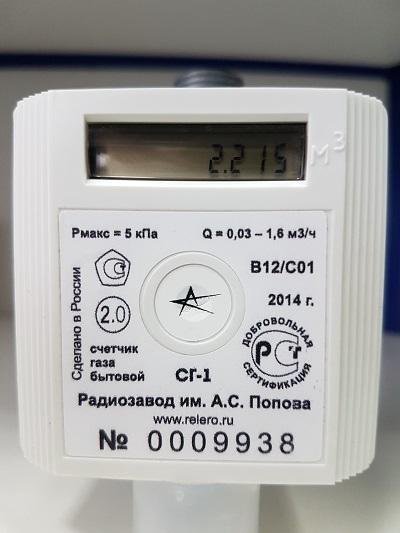 2.215 м³
Рмакс = 5 кПа Q = 0,03 – 1,6 м3/ч
Сделано в России
В12/С01
2.0
2014 г.
счетчик
газа
бытовой
СГ-1
ДОБРОВОЛЬНАЯ
РСТ
СЕРТИФИКАЦИЯ
Радиозавод им. А.С. Попова
www.relero.ru
№ 0009938